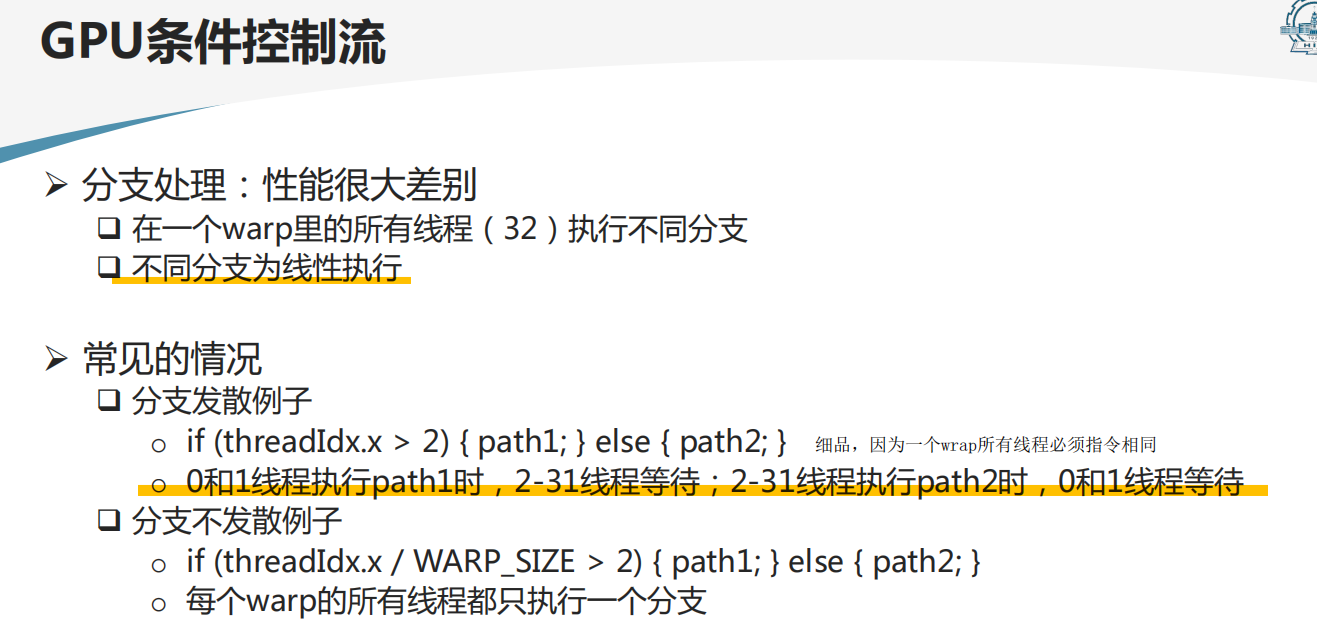 GPU条件控制流
分支处理：性能很大差别
在一个warp里的所有线程（32）执行不同分支
不同分支为线性执行
常见的情况
分支发散例子
if (threadIdx.x > 2) { path1; } else { path2; } 细品，因为一个wrap所有线程必须指令相同
0和1线程执行path1时，2-31线程等待；2-31线程执行path2时，0和1线程等待
分支不发散例子
if (threadIdx.x / WARP_SIZE > 2) { path1; } else { path2; }
每个warp的所有线程都只执行一个分支